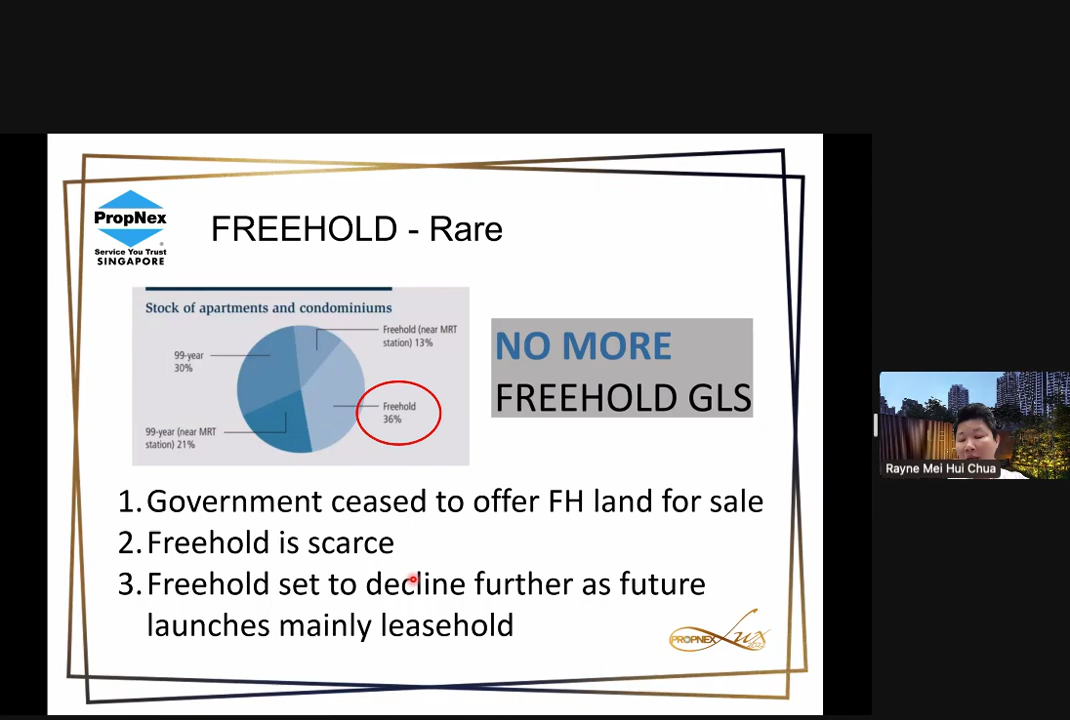 PropNex
Service You Trust
SINGAPORE
FREEHOLD - Rare
Stock of apartments and condominiums
Freehold (near MRT
station) 13%
99-year
30%
Freehold
36%
99-year (near MRT
station) 21%
NO MORE
FREEHOLD GLS
1. Government ceased to offer FH land for sale
2. Freehold is scarce
3. Freehold set to decline further as future
launches mainly leasehold
PROPNEX Lux
Rayne Mei Hui Chua